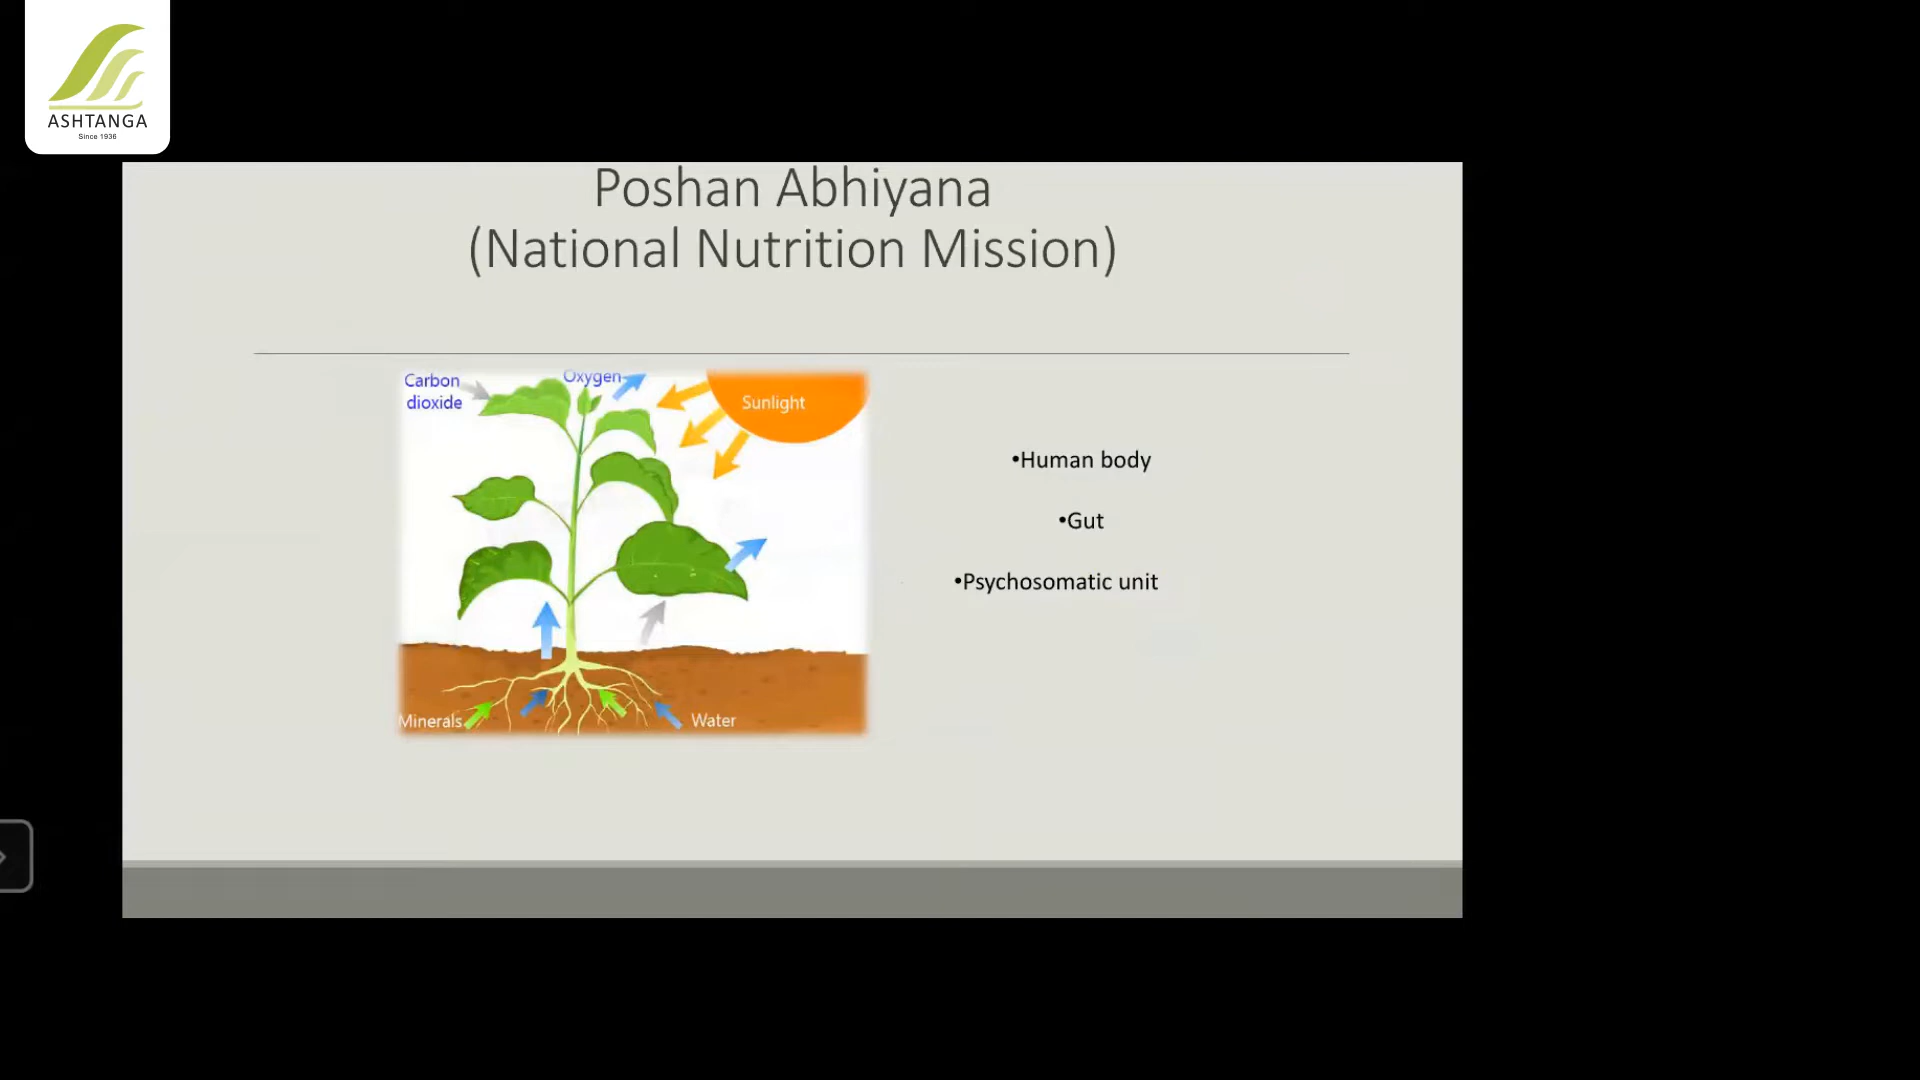 ASHTANGA
Since 1936
Poshan Abhiyana
(National Nutrition Mission)
Carbon
dioxide
Oxygen
Sunlight
•Human body
•Gut
•Psychosomatic unit
Minerals
Water